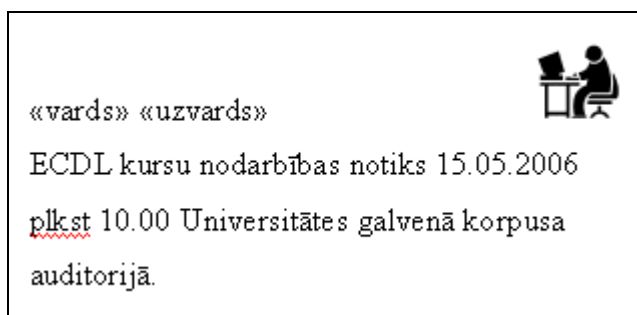 «vards» «uzvards»
ECDL kursu nodarbības notiks 15.05.2006
plkst 10.00 Universitātes galvenā korpusa
auditorijā.